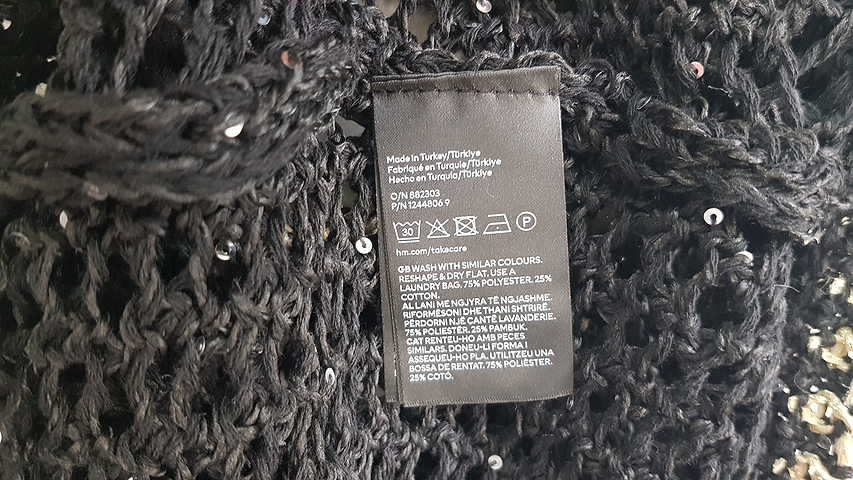 Made in Turkey/Türkiye
Fabriqué en Turquie/Türkiye
Hecho en Turquía/Türkiye
O/N 882303
P/N 1244806 9
30 P
hm.com/takecare
GB WASH WITH SIMILAR COLOURS.
RESHAPE & DRY FLAT. USE A
LAUNDRY BAG. 75% POLYESTER. 25%
COTTON.
AL LANI ME NGJYRA TË NGJASHME.
RIFORMËSONI DHE THANI SHTRIRË.
PËRDORNI NJË ÇANTË LAVANDERIE.
75% POLIESTËR. 25% PAMBUK.
CAT RENTEU-HO AMB PECES
SIMILARS. DONEU-LI FORMA I
ASSEQUEU-HO PLA. UTILITZEU UNA
BOSSA DE RENTAT. 75% POLIÈSTER.
25% COTÓ.